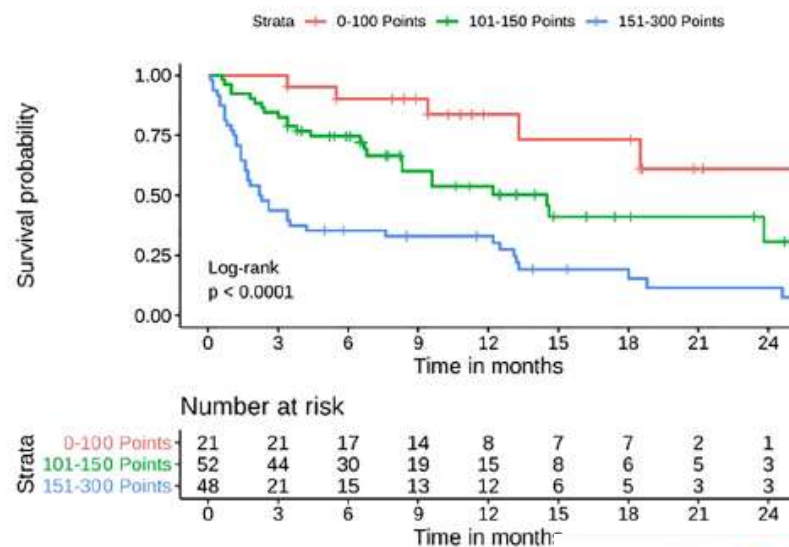 Strata 0-100 Points 101-150 Points 151-300 Points
Survival probability
1.00
0.75
0.50
0.25
0.00
Log-rank
p < 0.0001
0 3 6 9 12 15 18 21 24
Time in months
Number at risk
Strata
0-100 Points 21 21 17 14 8 7 7 2 1
101-150 Points 52 44 30 19 15 8 6 5 3
151-300 Points 48 21 15 13 12 6 5 3 3
0 3 6 9 12 15 18 21 24
Time in months